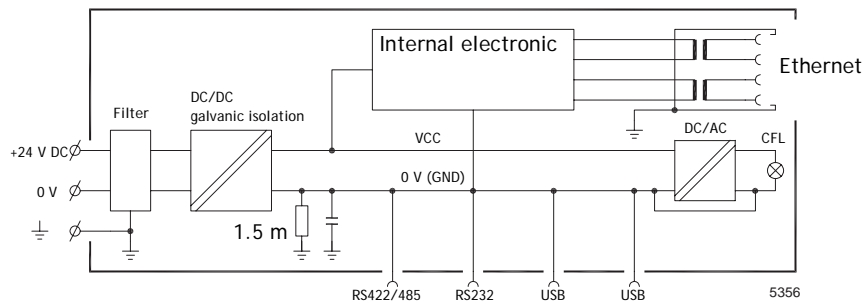 Internal electronic
Ethernet
DC/DC
galvanic isolation
Filter
DC/AC
CFL
VCC
+24 V DC
0 V (GND)
0 V
1.5 m
RS422/485
RS232
USB
USB
5356